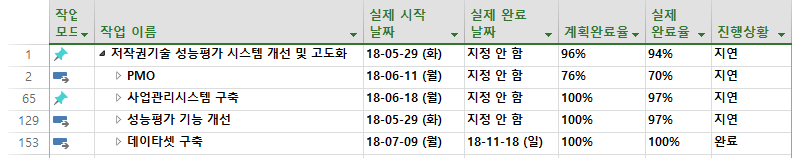 작업 모드 작업 이름 실제 시작 날짜 실제 완료 날짜 계획완료율 실제 완료율 진행상황
1 저작권기술 성능평가 시스템 개선 및 고도화 18-05-29 (화) 지정 안 함 96% 94% 지연
2 PMO 18-06-11 (월) 지정 안 함 76% 70% 지연
65 사업관리시스템 구축 18-06-18 (월) 지정 안 함 100% 97% 지연
129 성능평가 기능 개선 18-05-29 (화) 지정 안 함 100% 97% 지연
153 데이타셋 구축 18-07-09 (월) 18-11-18 (일) 100% 100% 완료